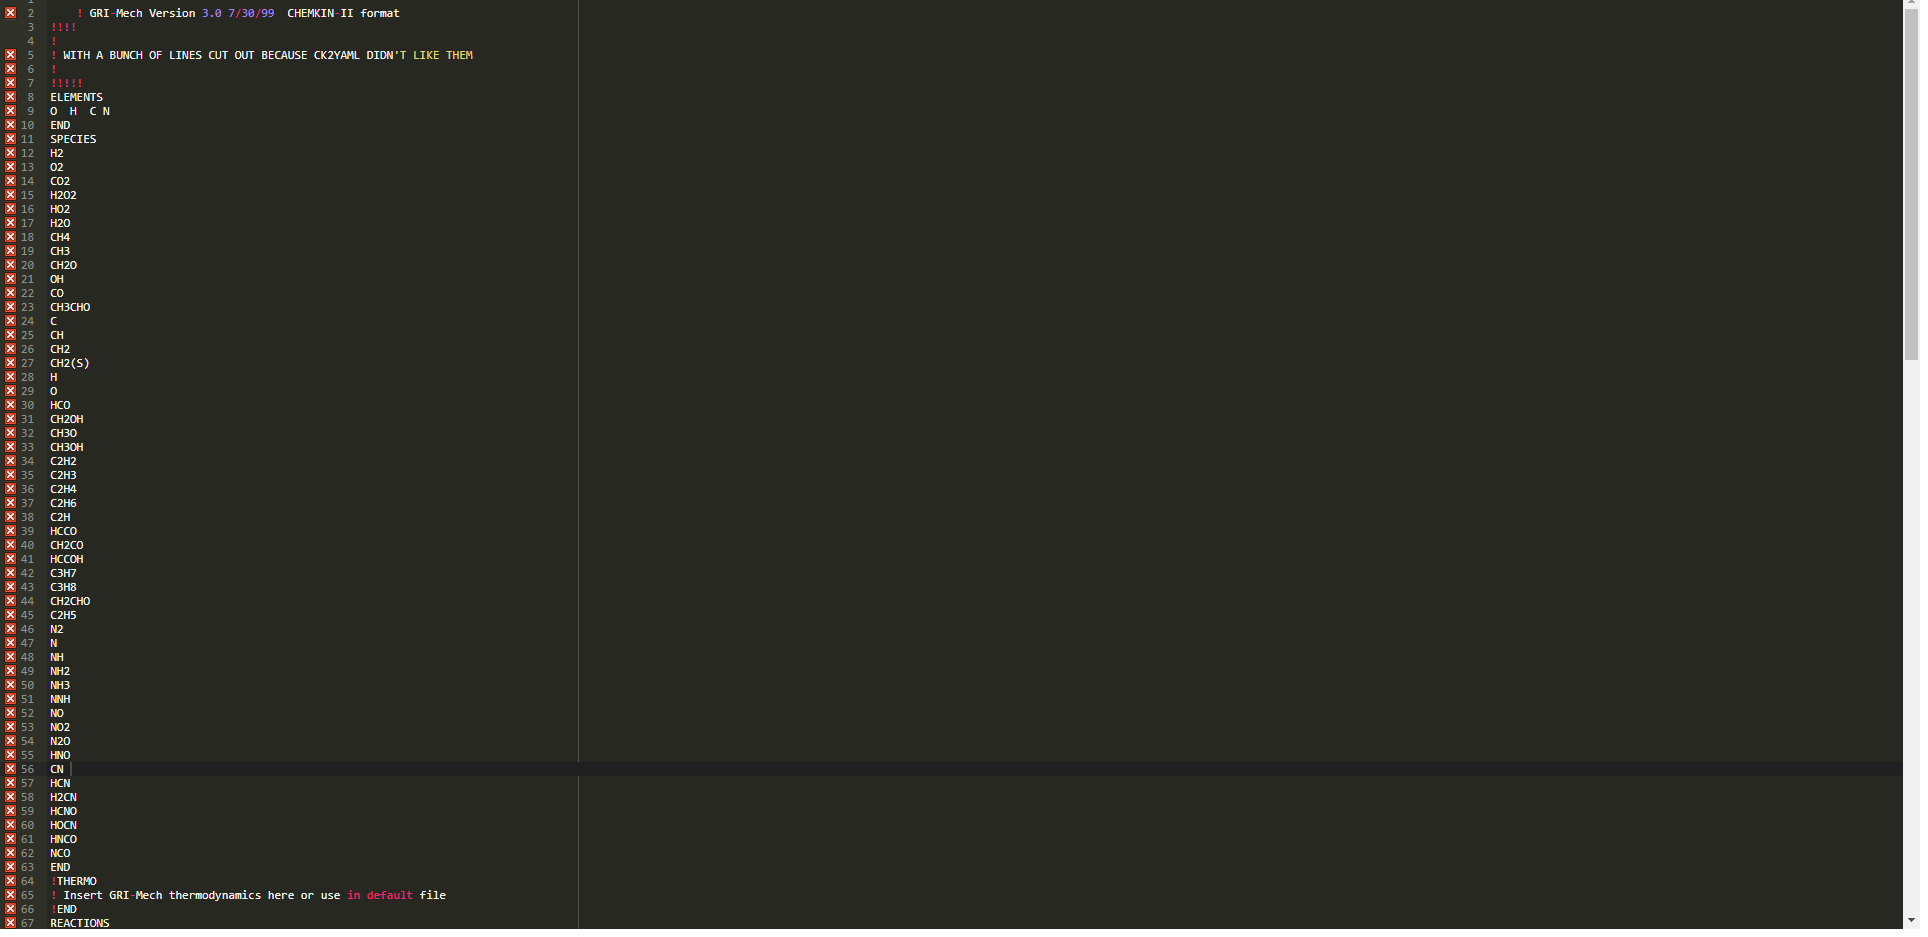 2 ! GRI-Mech Version 3.0 7/30/99  CHEMKIN-II format
3 !!!!
4 !
5 ! WITH A BUNCH OF LINES CUT OUT BECAUSE CK2YAML DIDN'T LIKE THEM
6 !
7 !!!!!
8 ELEMENTS
9 O  H  C N
10 END
11 SPECIES
12 H2
13 O2
14 CO2
15 H2O2
16 HO2
17 H2O
18 CH4
19 CH3
20 CH2O
21 OH
22 CO
23 CH3CHO
24 C
25 CH
26 CH2
27 CH2(S)
28 H
29 O
30 HCO
31 CH2OH
32 CH3O
33 CH3OH
34 C2H2
35 C2H3
36 C2H4
37 C2H6
38 C2H
39 HCCO
40 CH2CO
41 HCCOH
42 C3H7
43 C3H8
44 CH2CHO
45 C2H5
46 N2
47 N
48 NH
49 NH2
50 NH3
51 NNH
52 NO
53 NO2
54 N2O
55 HNO
56 CN
57 HCN
58 H2CN
59 HCNO
60 HOCN
61 HNCO
62 NCO
63 END
64 !THERMO
65 ! Insert GRI-Mech thermodynamics here or use in default file
66 !END
67 REACTIONS